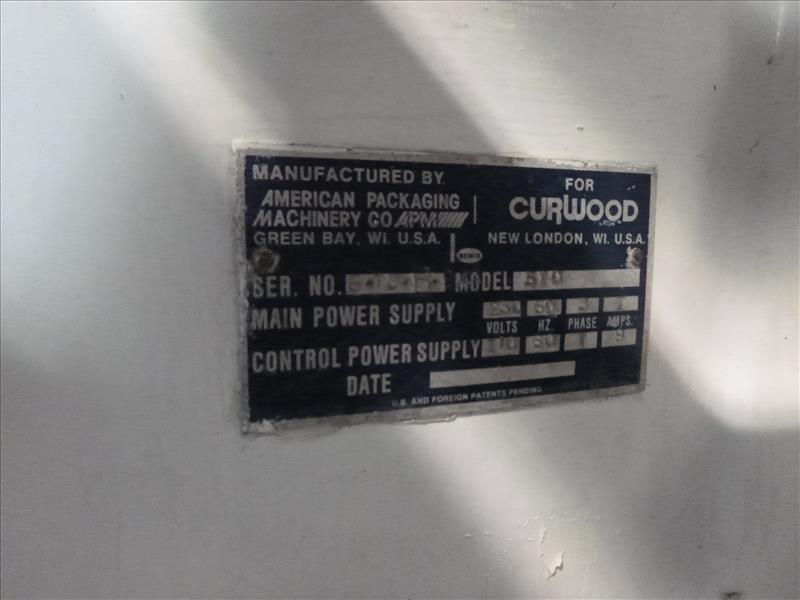 MANUFACTURED BY
AMERICAN PACKAGING
MACHINERY CO APM
GREEN BAY, WI. U.S.A.
FOR
CURWOOD
NEW LONDON, WI. U.S.A.
BEMIS
SER. NO. MODEL
MAIN POWER SUPPLY
VOLTS HZ PHASE AMPS.
CONTROL POWER SUPPLY
DATE
U.S. AND FOREIGN PATENTS PENDING